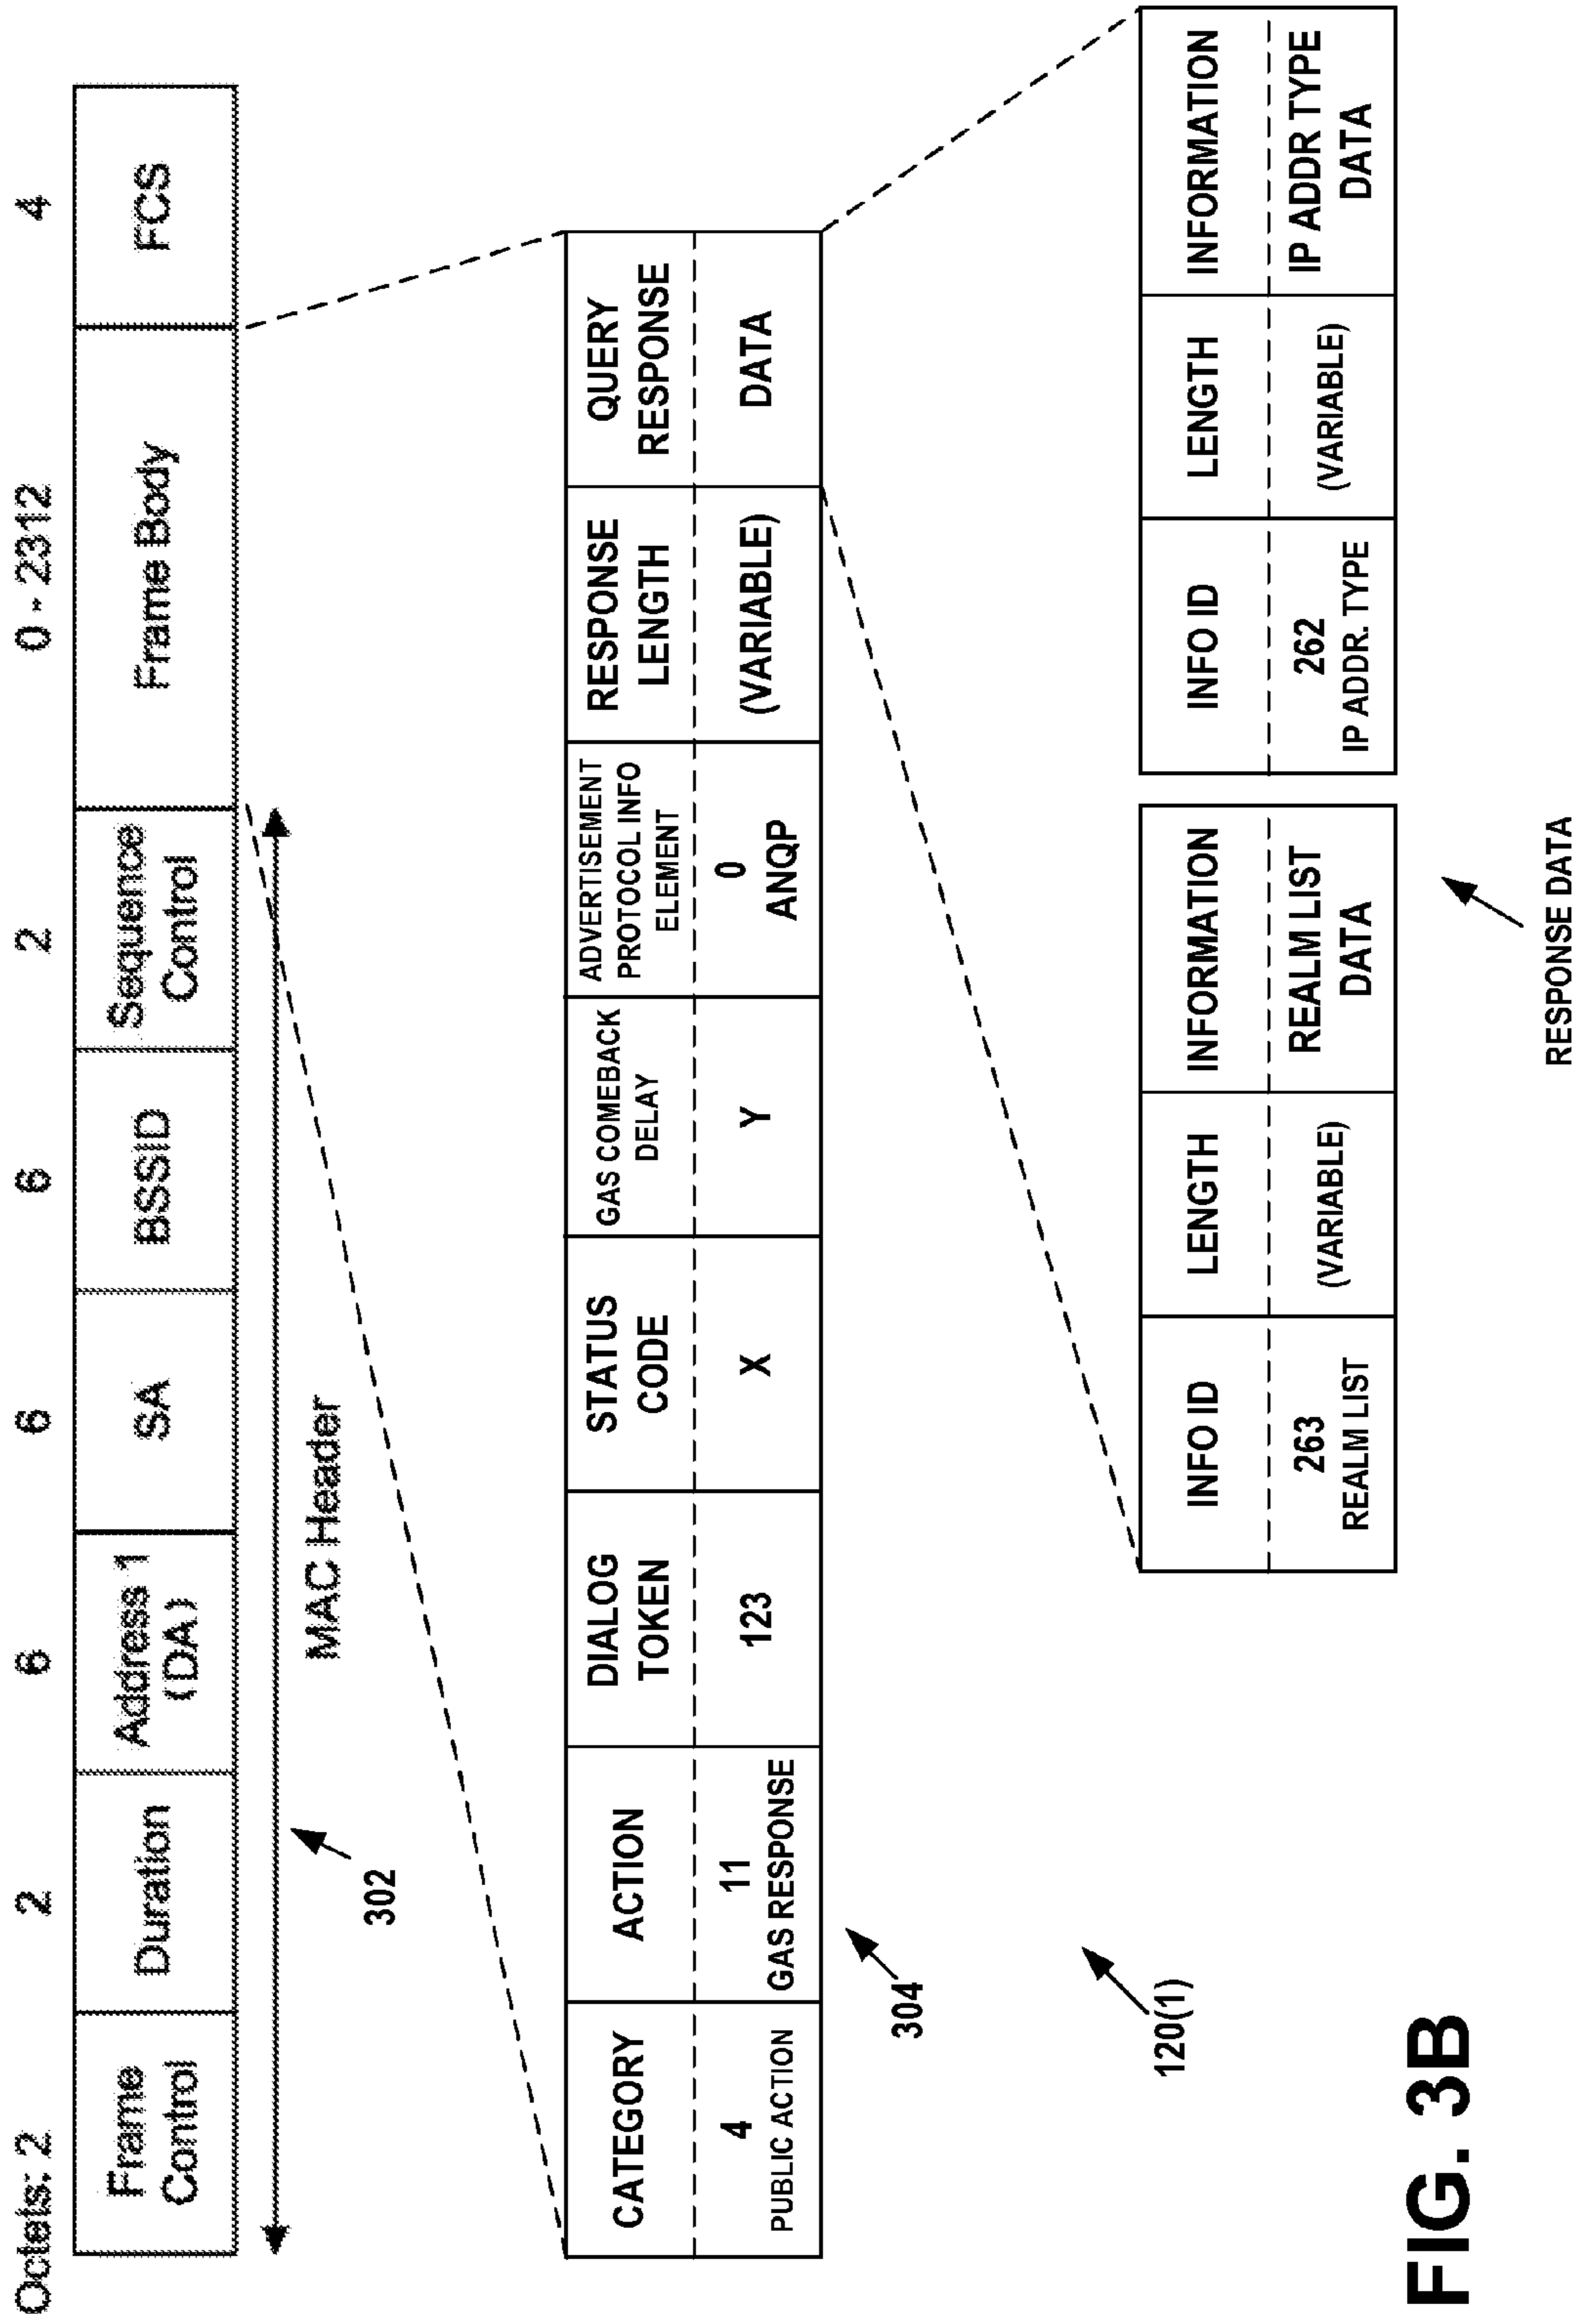 Octets: 2 2 6 6 6 2 0 - 2312 4
Frame
Control
Duration
Address 1
(DA)
SA
BSSID
Sequence
Control
Frame Body
FCS
MAC Header
302
CATEGORY
4
PUBLIC ACTION
ACTION
11
GAS RESPONSE
DIALOG
TOKEN
123
STATUS
CODE
X
GAS COMEBACK
DELAY
Y
ADVERTISEMENT
PROTOCOL INFO
ELEMENT
0
ANQP
RESPONSE
LENGTH
(VARIABLE)
QUERY
RESPONSE
DATA
304
120(1)
INFO ID
263
REALM LIST
LENGTH
(VARIABLE)
INFORMATION
REALM LIST
DATA
INFO ID
262
IP ADDR. TYPE
LENGTH
(VARIABLE)
INFORMATION
IP ADDR TYPE
DATA
RESPONSE DATA
FIG. 3B